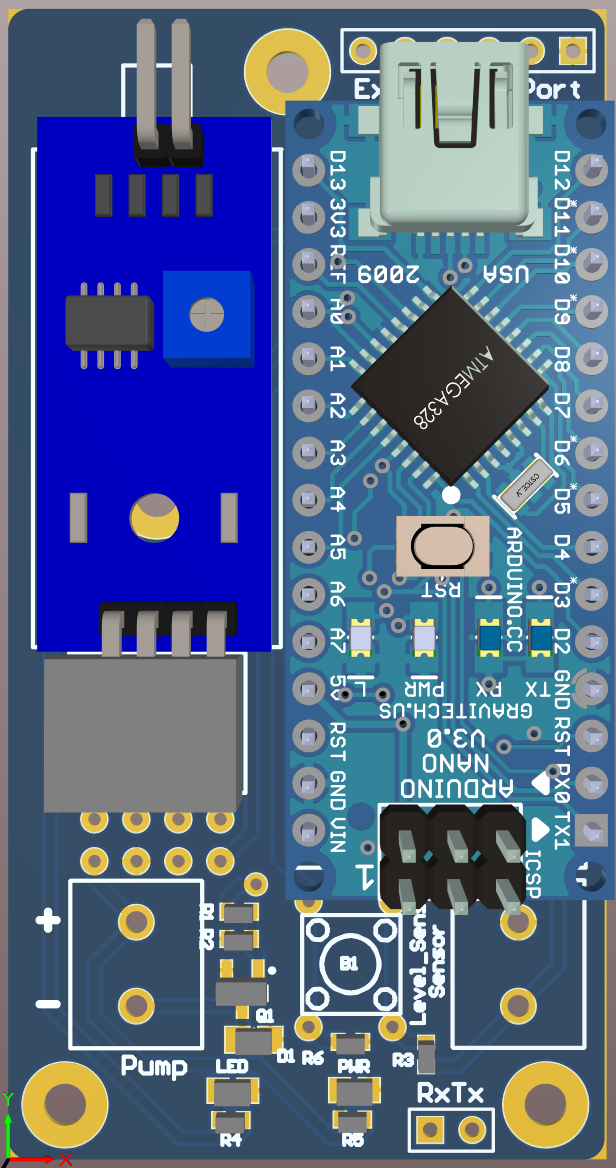 Ex Port
D13
3V3
REF
A0
A1
A2
A3
A4
A5
A6
A7
5V
RST
GND
VIN
D12
D11*
D10*
D9*
D8
D7
D6*
D5*
D4
D3*
D2
GND
RST
RX0
TX1
USA
2009
ATMEGA328
CSTCE_V
ARDUINO.CC
RST
TX
RX
PWR
L
GRAVITECH.US
ARDUINO
NANO
V3.0
1
ICSP
+
−
Pump
R1
R2
Q1
D1
LED
R4
B1
R6
PWR
R5
R3
Level_Sens
Sensor
RxTx
Y
X